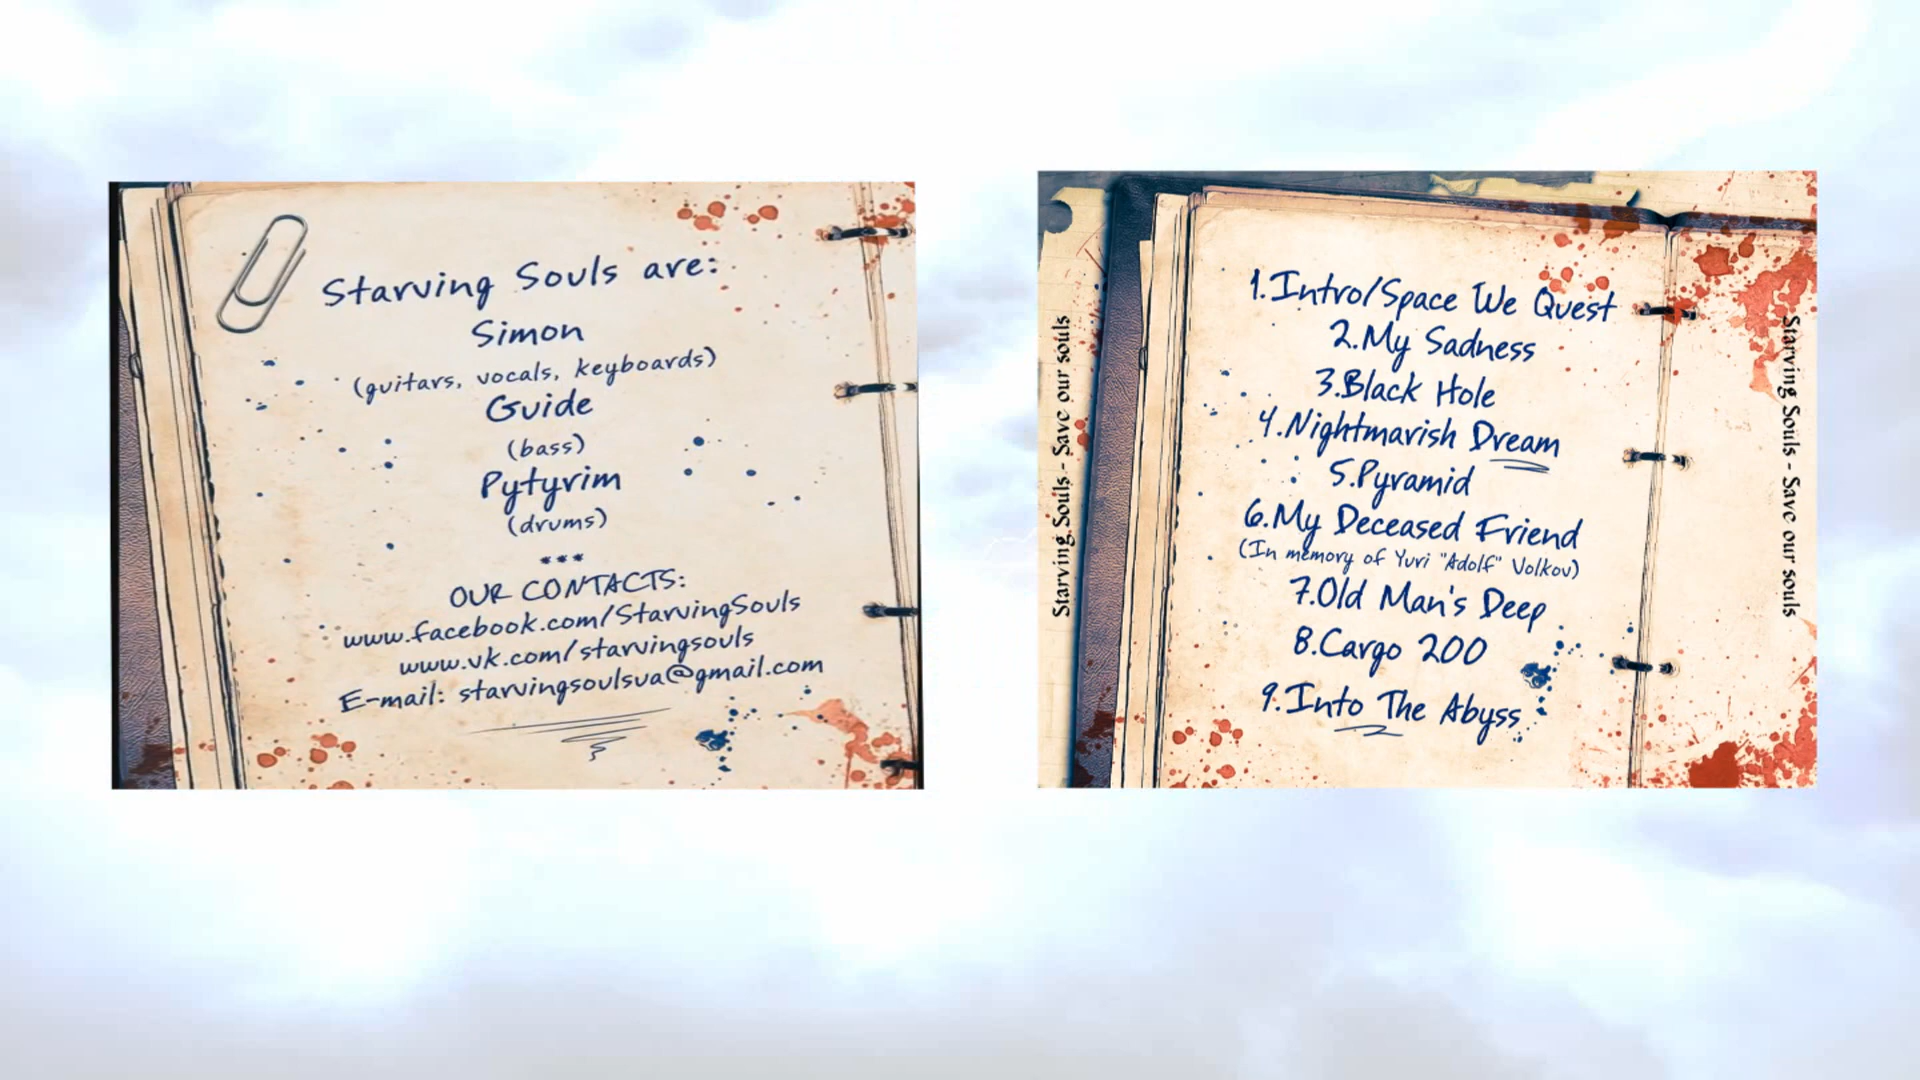 Starving Souls are:
Simon
(guitars, vocals, keyboards)
Guide
(bass)
Pytyrim
(drums)
***
OUR CONTACTS:
www.facebook.com/StarvingSouls
www.vk.com/starvingsouls
E-mail: starvingsoulsua@gmail.com
Starving Souls - Save our souls
1.Intro/Space We Quest
2.My Sadness
3.Black Hole
4.Nightmarish Dream
5.Pyramid
6.My Deceased Friend
(In memory of Yuri "Adolf" Volkov)
7.Old Man's Deep
8.Cargo 200
9.Into The Abyss
Starving Souls - Save our souls